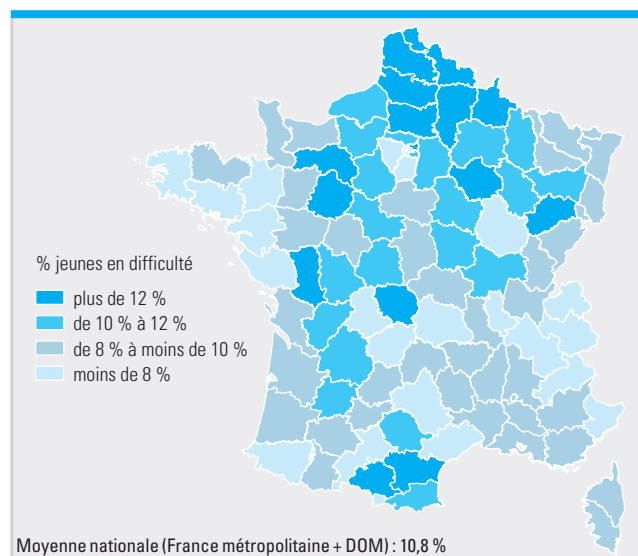 % jeunes en difficulté
plus de 12 %
de 10 % à 12 %
de 8 % à moins de 10 %
moins de 8 %
Moyenne nationale (France métropolitaine + DOM) : 10,8 %